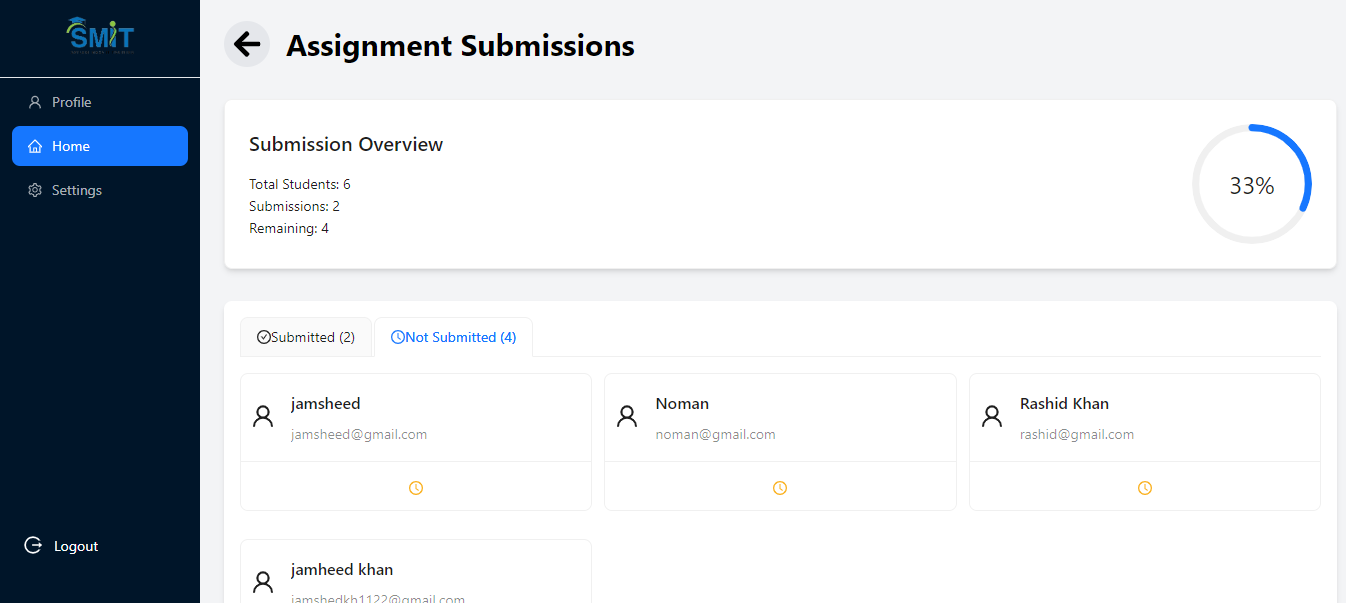 SMiT
Assignment Submissions
Profile
Home
Settings
Logout
Submission Overview
Total Students: 6
Submissions: 2
Remaining: 4
33%
Submitted (2)
Not Submitted (4)
jamsheed
jamsheed@gmail.com
Noman
noman@gmail.com
Rashid Khan
rashid@gmail.com
jamheed khan
jamshedkh1122@gmail.com